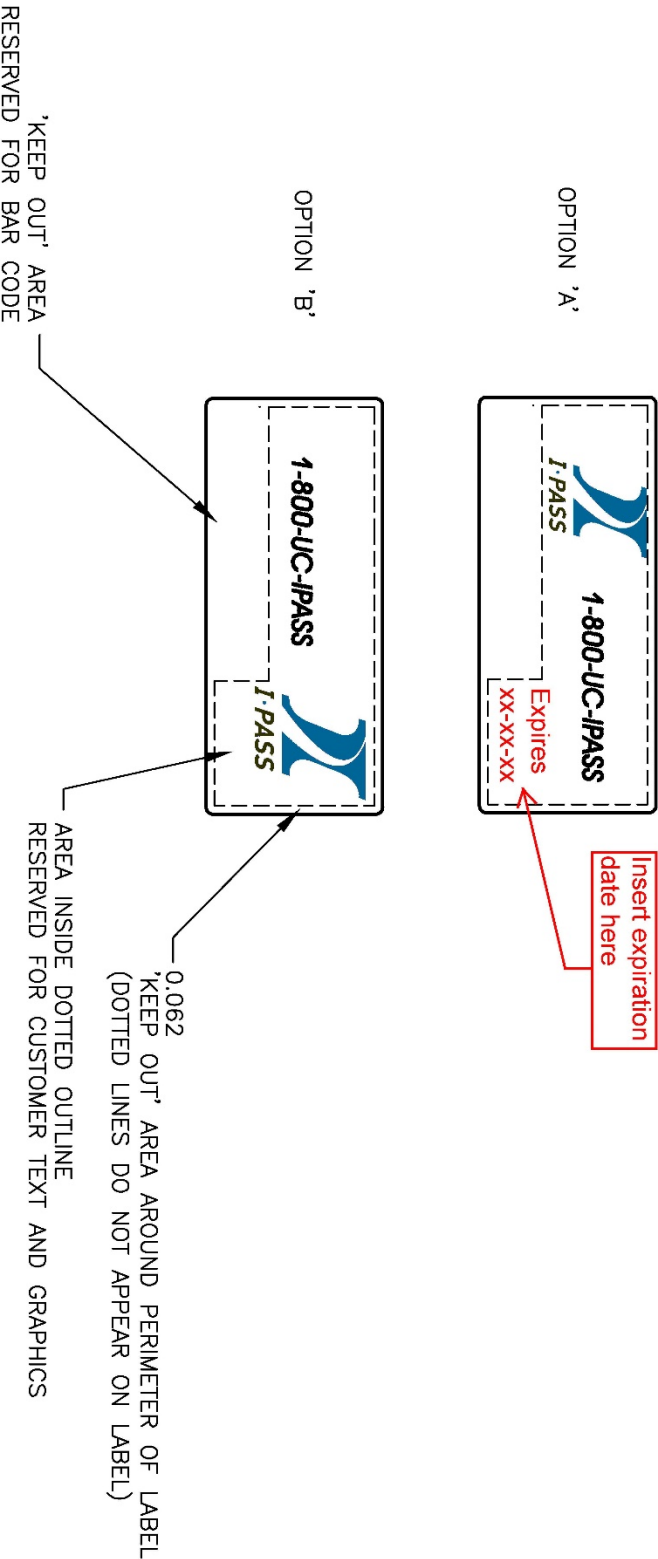 OPTION 'A'
I·PASS
1-800-UC-IPASS
Expires
xx-xx-xx
Insert expiration
date here
OPTION 'B'
1-800-UC-IPASS
I·PASS
'KEEP OUT' AREA
RESERVED FOR BAR CODE
0.062
'KEEP OUT' AREA AROUND PERIMETER OF LABEL
(DOTTED LINES DO NOT APPEAR ON LABEL)
AREA INSIDE DOTTED OUTLINE
RESERVED FOR CUSTOMER TEXT AND GRAPHICS